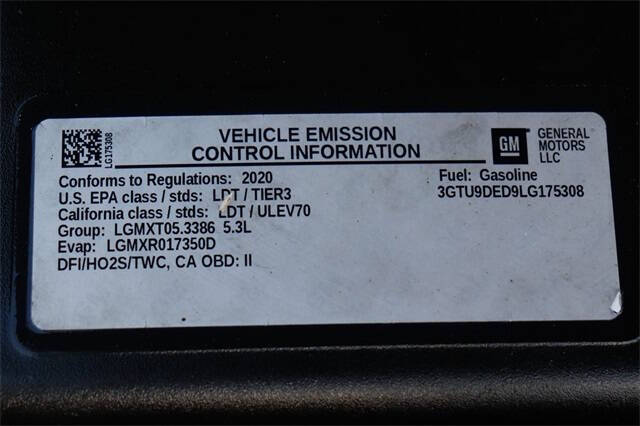 LG175308
VEHICLE EMISSION
CONTROL INFORMATION
GM
GENERAL
MOTORS
LLC
Conforms to Regulations: 2020
Fuel: Gasoline
U.S. EPA class / stds: LDT / TIER3
3GTU9DED9LG175308
California class / stds: LDT / ULEV70
Group: LGMXT05.3386 5.3L
Evap: LGMXR017350D
DFI/HO2S/TWC, CA OBD: II